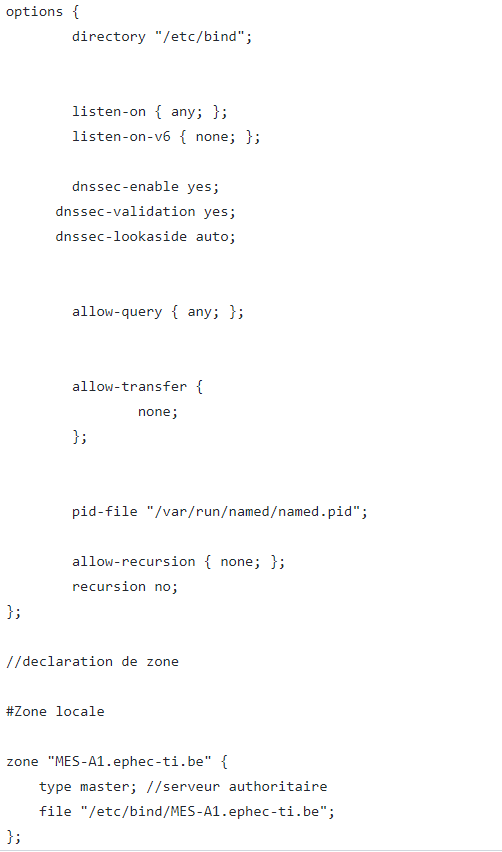 options {
directory "/etc/bind";
listen-on { any; };
listen-on-v6 { none; };
dnssec-enable yes;
dnssec-validation yes;
dnssec-lookaside auto;
allow-query { any; };
allow-transfer {
none;
};
pid-file "/var/run/named/named.pid";
allow-recursion { none; };
recursion no;
};
//declaration de zone
#Zone locale
zone "MES-A1.ephec-ti.be" {
type master; //serveur authoritaire
file "/etc/bind/MES-A1.ephec-ti.be";
};